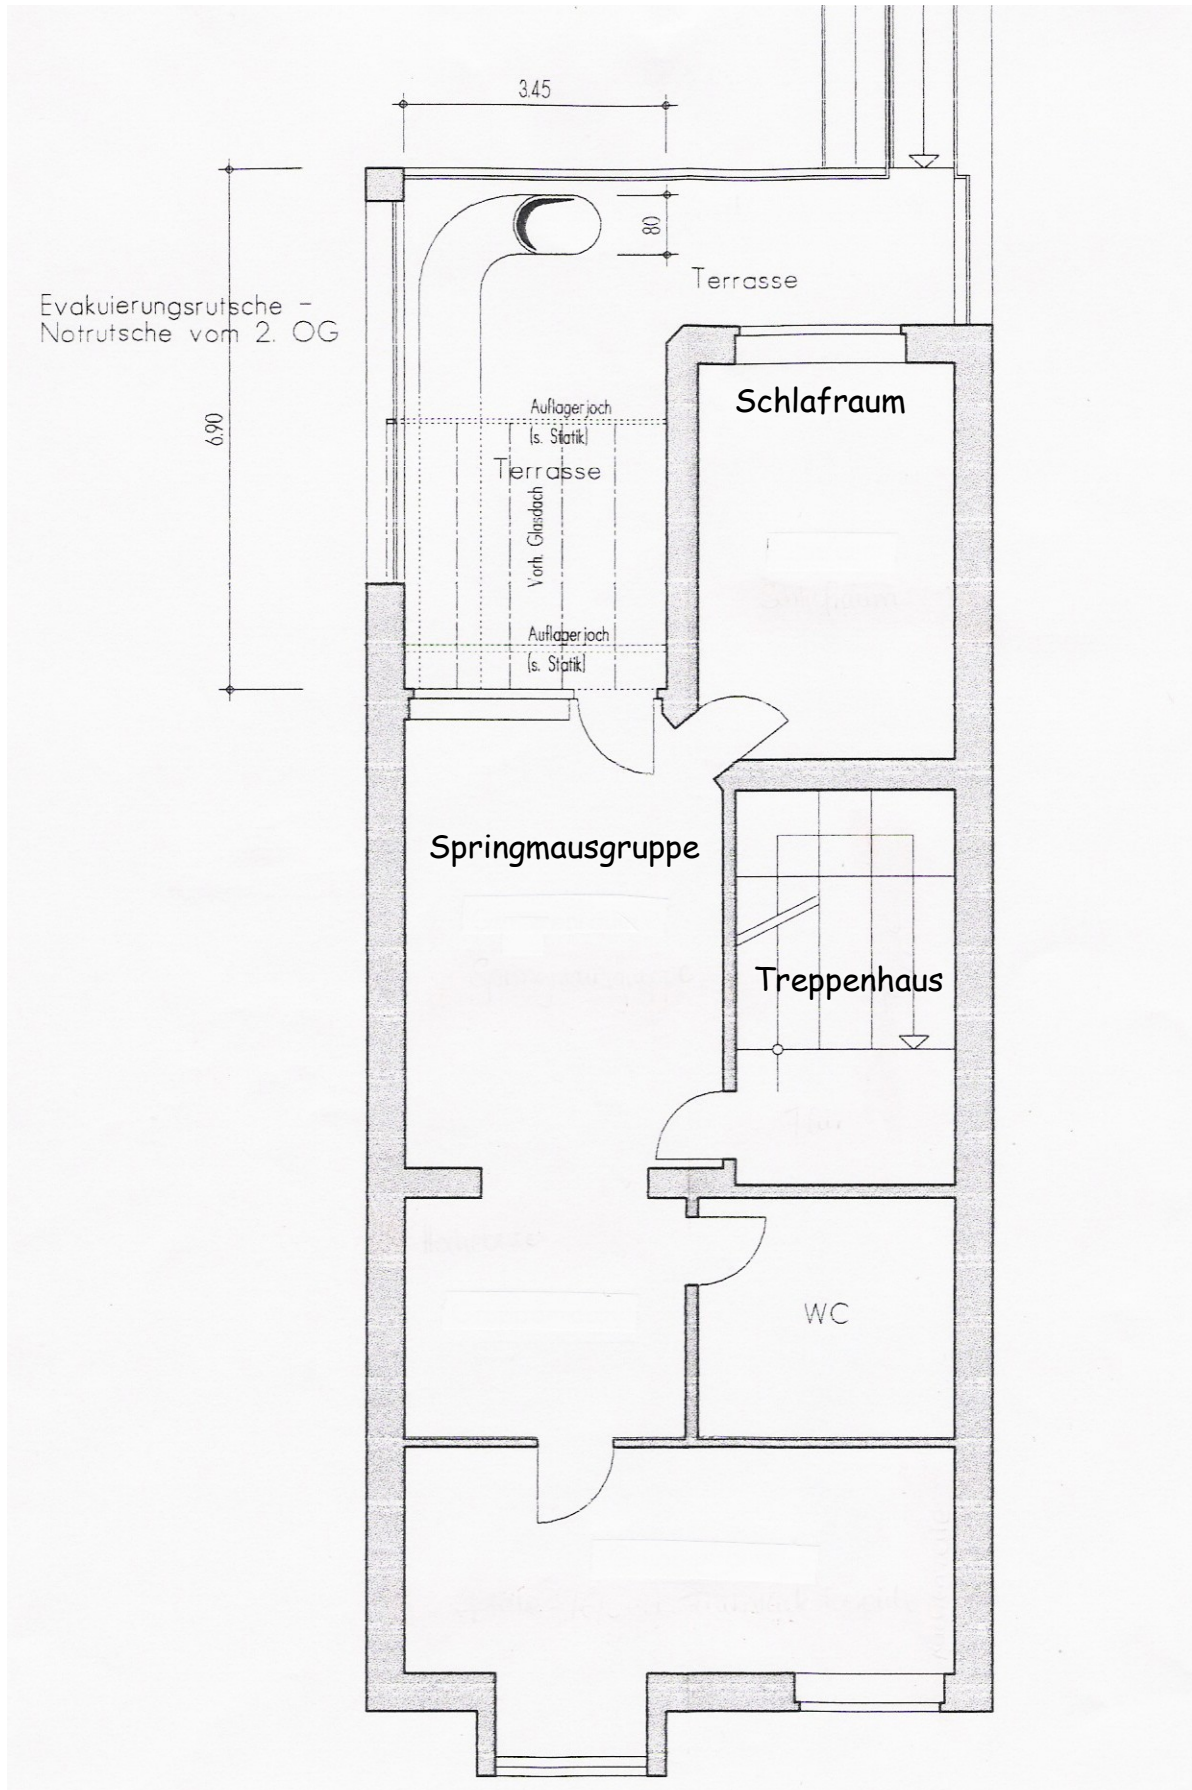 3.45
80
Terrasse
Evakuierungsrutsche -
Notrutsche vom 2. OG
6.90
Schlafraum
Auflagerjoch
(s. Statik)
Terrasse
Vorh. Glasdach
Auflagerjoch
(s. Statik)
Springmausgruppe
Treppenhaus
WC